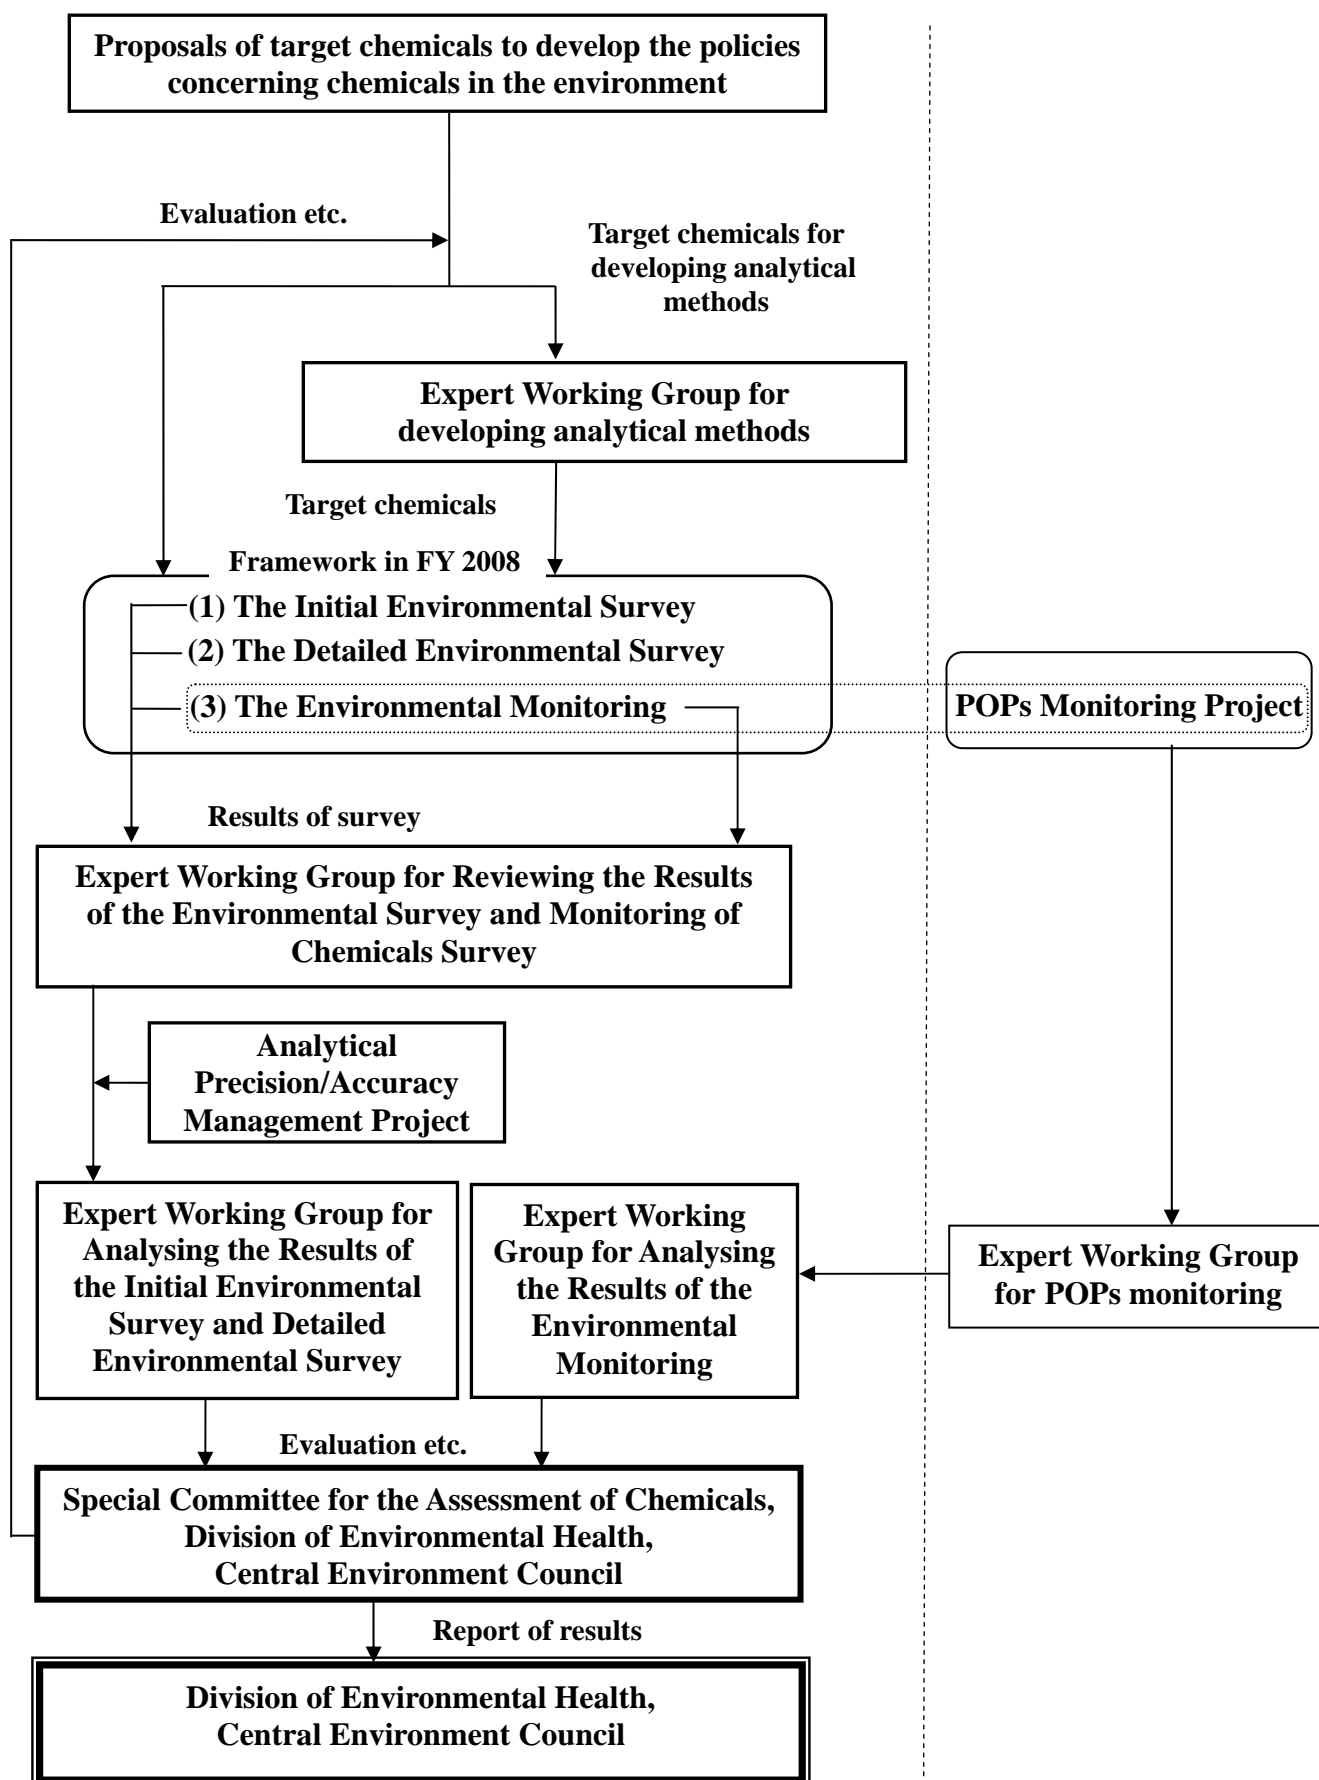 Proposals of target chemicals to develop the policies
concerning chemicals in the environment
Evaluation etc.
Target chemicals for
developing analytical
methods
Expert Working Group for
developing analytical methods
Target chemicals
Framework in FY 2008
(1) The Initial Environmental Survey
(2) The Detailed Environmental Survey
(3) The Environmental Monitoring
POPs Monitoring Project
Results of survey
Expert Working Group for Reviewing the Results
of the Environmental Survey and Monitoring of
Chemicals Survey
Analytical
Precision/Accuracy
Management Project
Expert Working Group for
Analysing the Results of
the Initial Environmental
Survey and Detailed
Environmental Survey
Expert Working
Group for Analysing
the Results of the
Environmental
Monitoring
Expert Working Group
for POPs monitoring
Evaluation etc.
Special Committee for the Assessment of Chemicals,
Division of Environmental Health,
Central Environment Council
Report of results
Division of Environmental Health,
Central Environment Council